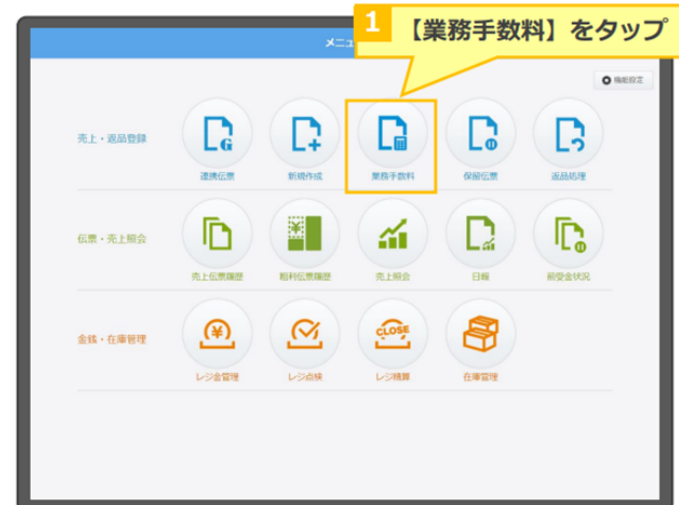 1 【業務手数料】をタップ
メニュ
機能設定
売上・返品登録
G
連携伝票
新規作成
業務手数料
保留伝票
返品処理
伝票・売上照会
¥
売上伝票履歴
粗利伝票履歴
売上照会
日報
前受金状況
金銭・在庫管理
¥
CLOSE
レジ金管理
レジ点検
レジ精算
在庫管理